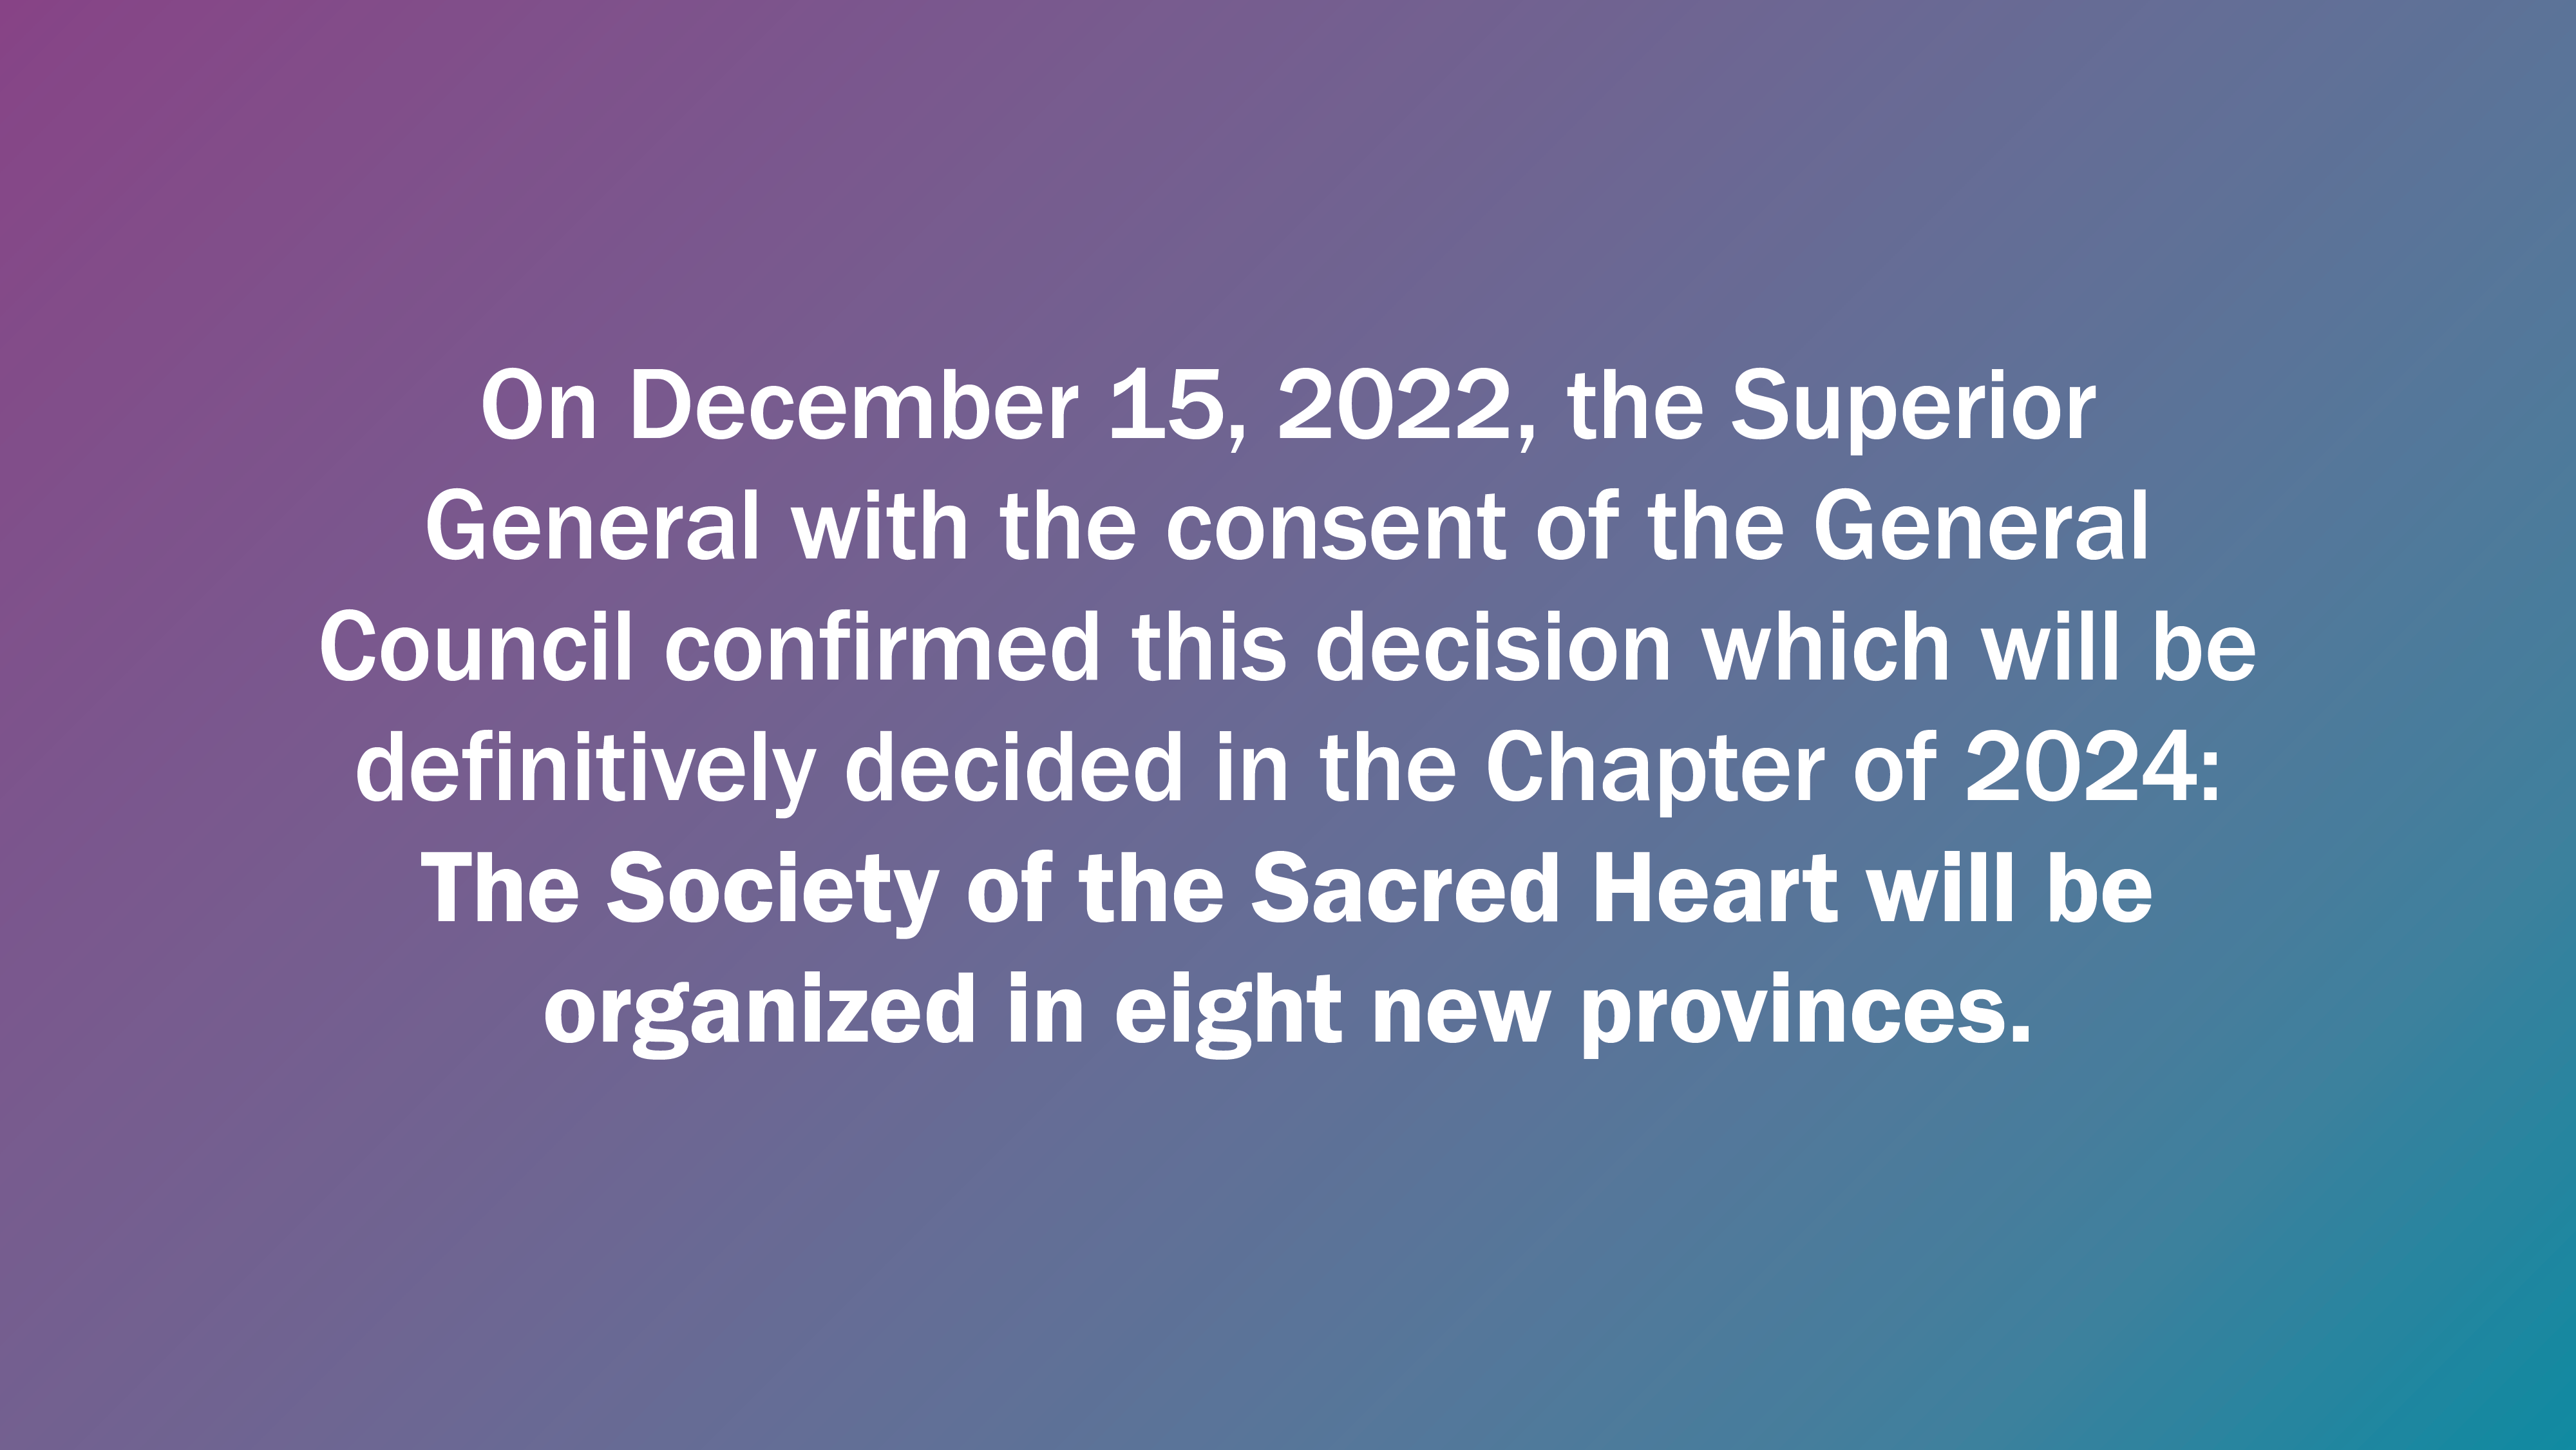 On December 15, 2022, the Superior
General with the consent of the General
Council confirmed this decision which will be
definitively decided in the Chapter of 2024:
The Society of the Sacred Heart will be
organized in eight new provinces.